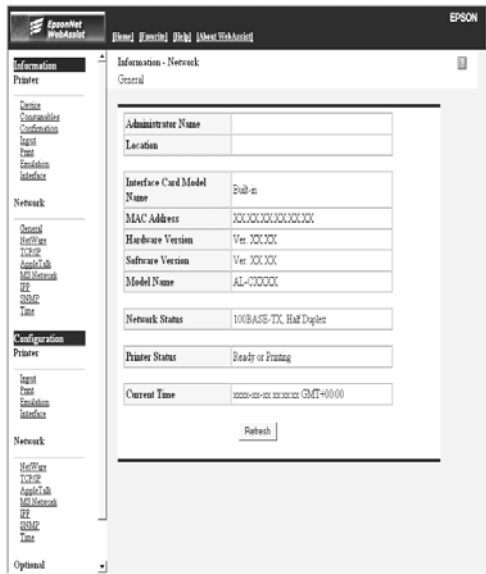 EPSON
EpsonNet
WebAssist
[Home] [Favorite] [Help] [About WebAssist]
Information
Printer
Device
Consumables
Confirmation
Input
Print
Emulation
Interface
Network
General
NetWare
TCP/IP
AppleTalk
MS Network
IPP
SNMP
Time
Configuration
Printer
Input
Print
Emulation
Interface
Network
NetWare
TCP/IP
AppleTalk
MS Network
IPP
SNMP
Time
Optional
Information - Network
General
Administrator Name
Location
Interface Card Model
Name
Built-in
MAC Address XX:XX:XX:XX:XX:XX
Hardware Version Ver. XX.XX
Software Version Ver. XX.XX
Model Name AL-CXXXX
Network Status 100BASE-TX, Half Duplex
Printer Status Ready or Printing
Current Time xxxx-xx-xx xx:xx:xx GMT+00:00
Refresh